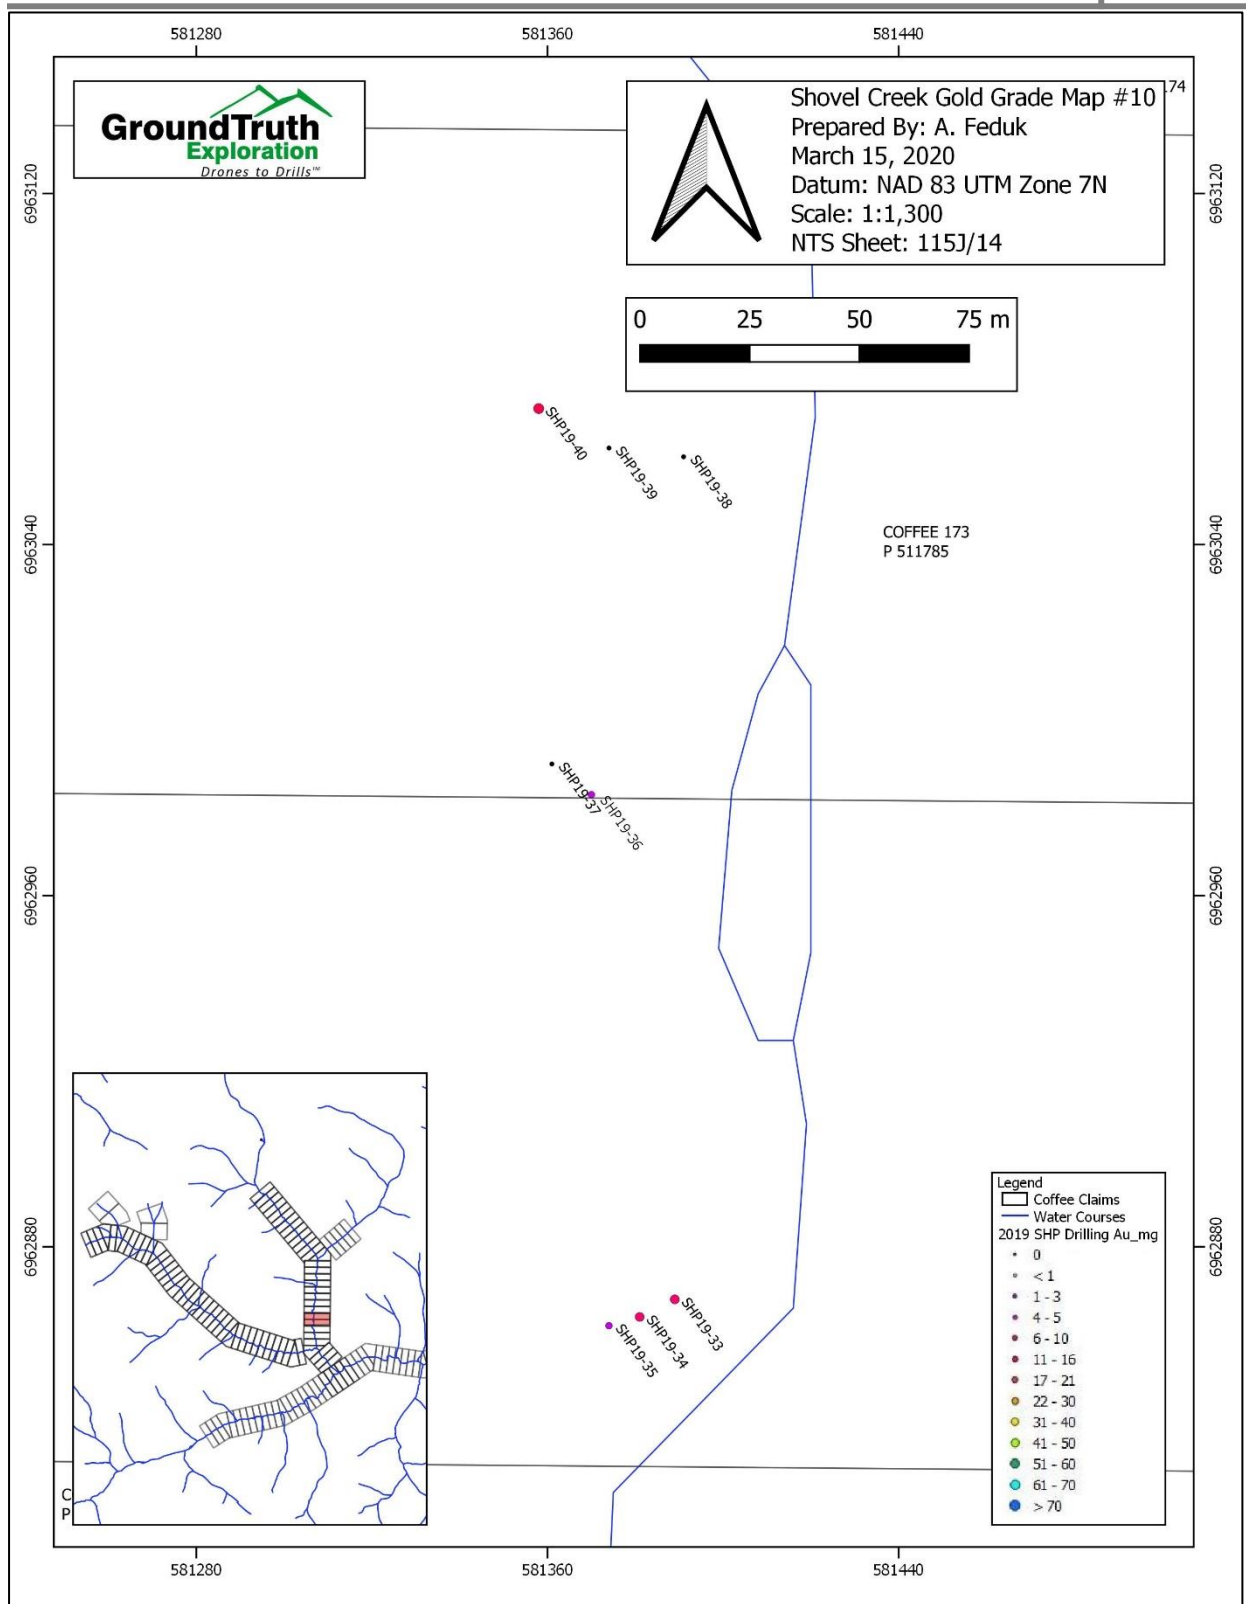 581280
581360
581440
GroundTruth
Exploration
Drones to Drills™
Shovel Creek Gold Grade Map #10
Prepared By: A. Feduk
March 15, 2020
Datum: NAD 83 UTM Zone 7N
Scale: 1:1,300
NTS Sheet: 115J/14
174
6963120
6963120
0 25 50 75 m
SHP19-40
SHP19-39
SHP19-38
6963040
COFFEE 173
P 511785
6963040
SHP19-37
SHP19-36
6962960
6962960
6962880
6962880
SHP19-33
SHP19-34
SHP19-35
Legend
Coffee Claims
Water Courses
2019 SHP Drilling Au_mg
0
< 1
1 - 3
4 - 5
6 - 10
11 - 16
17 - 21
22 - 30
31 - 40
41 - 50
51 - 60
61 - 70
> 70
C
P
581280
581360
581440